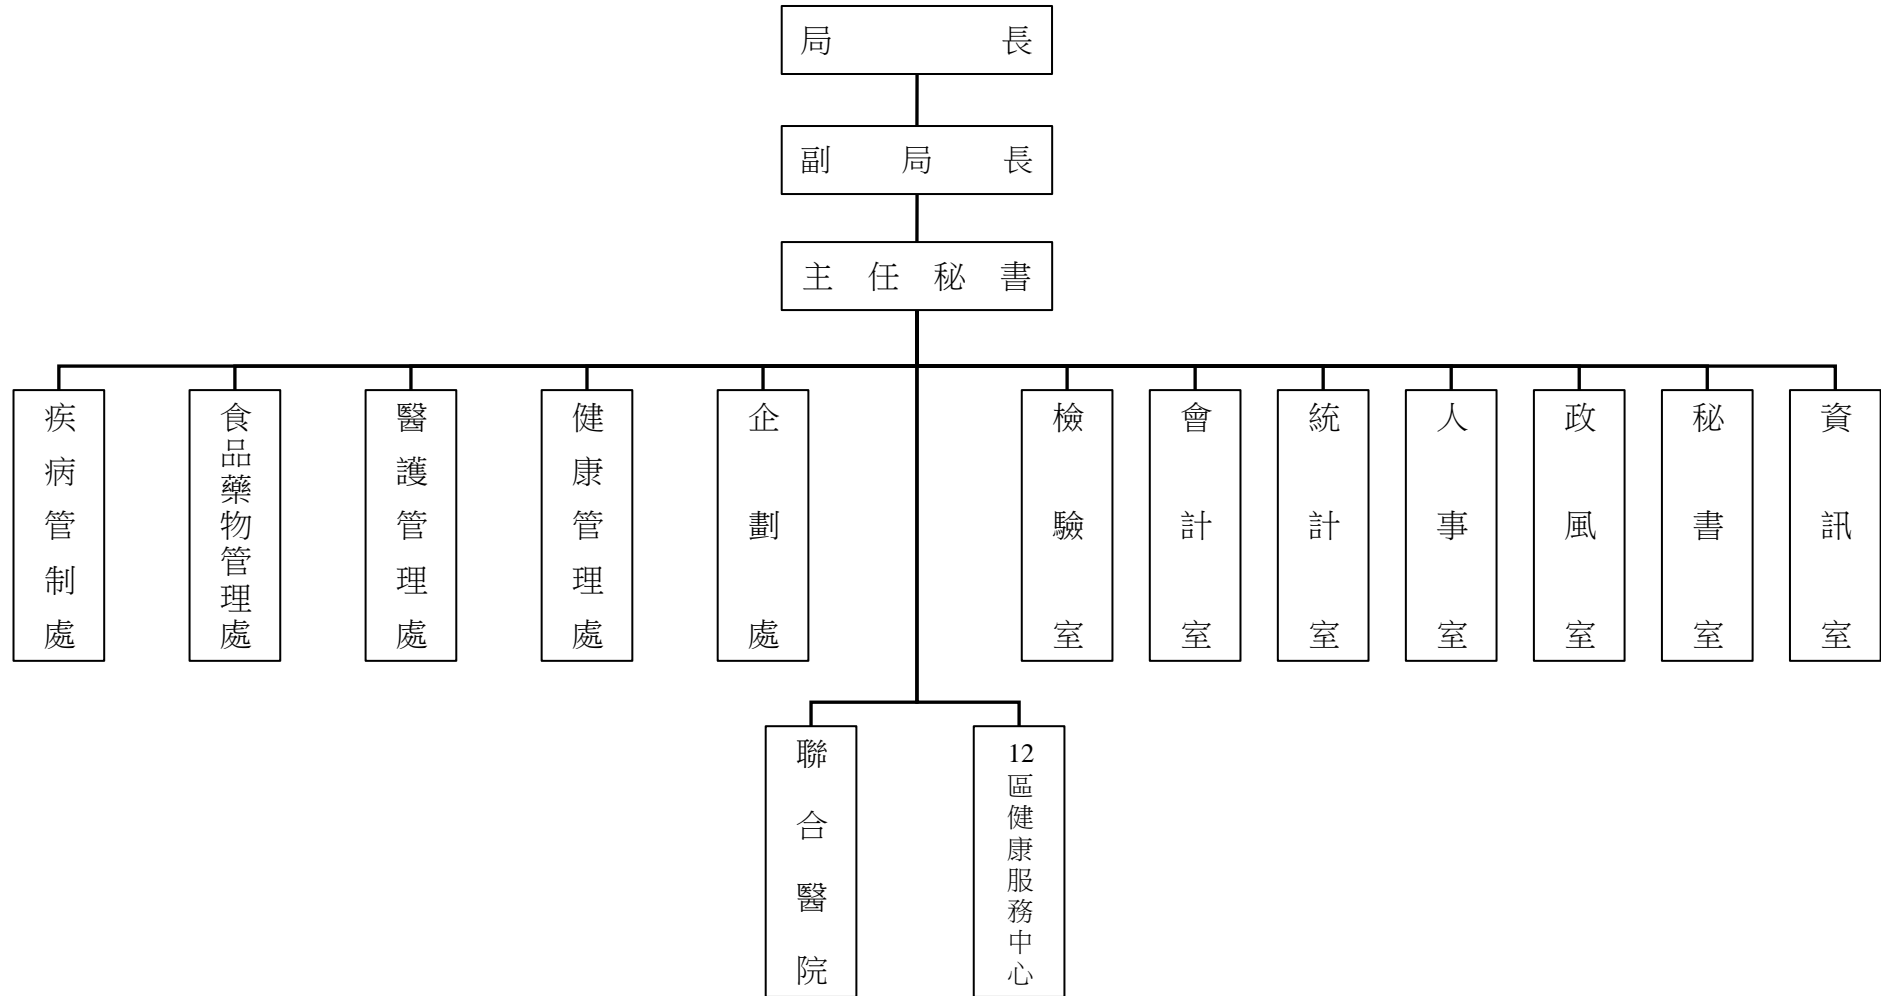 局長
副局長
主任秘書
疾病管制處
食品藥物管理處
醫護管理處
健康管理處
企劃處
檢驗室
會計室
統計室
人事室
政風室
秘書室
資訊室
聯合醫院
12區健康服務中心